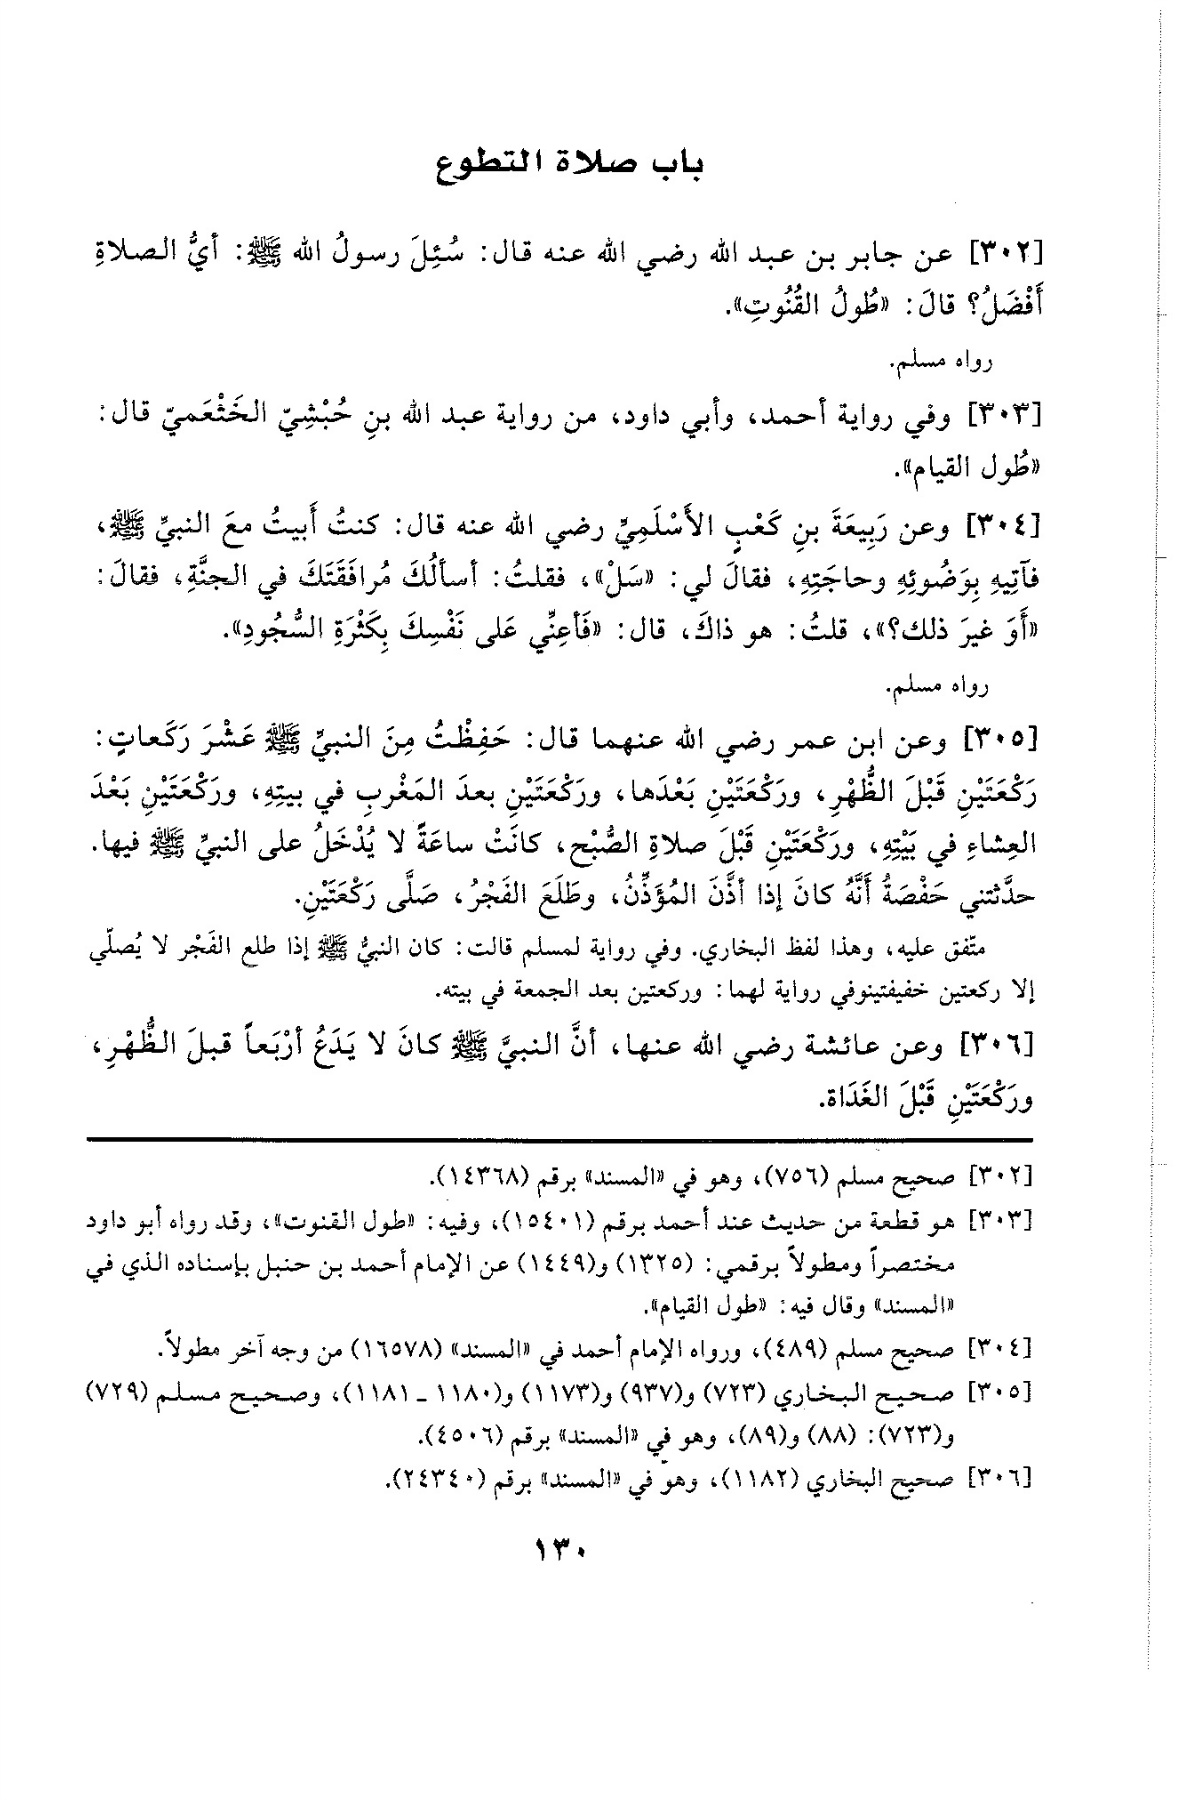 باب صلاة التطوع
[٣٠٢] عن جابر بن عبد الله رضي الله عنه قال: سُئِلَ رسولُ الله ﷺ: أيُّ الصلاةِ
أَفْضَلُ؟ قالَ: «طُولُ القُنُوتِ».
رواه مسلم.
[٣٠٣] وفي رواية أحمد، وأبي داود، من رواية عبد الله بنِ حُبْشِيّ الخَثْعَميّ قال:
«طُول القيام».
[٣٠٤] وعن رَبِيعَةَ بنِ كَعْبٍ الأَسْلَمِيِّ رضي الله عنه قال: كنتُ أَبيتُ معَ النبيِّ ﷺ،
فآتِيهِ بِوَضُوئِهِ وحاجَتِهِ، فقالَ لي: «سَلْ»، فقلتُ: أسألُكَ مُرافَقَتَكَ في الجنَّةِ، فقالَ:
«أَوَ غيرَ ذلك؟»، قلتُ: هو ذاكَ، قال: «فَأعِنِّي عَلى نَفْسِكَ بِكَثْرَةِ السُّجُودِ».
رواه مسلم.
[٣٠٥] وعن ابن عمر رضي الله عنهما قال: حَفِظْتُ مِنَ النبيِّ ﷺ عَشْرَ رَكَعاتٍ:
رَكْعَتَيْنِ قَبْلَ الظُّهْرِ، ورَكْعَتَيْنِ بَعْدَها، ورَكْعَتَيْنِ بعدَ المَغْرِبِ في بيتِهِ، ورَكْعَتَيْنِ بَعْدَ
العِشاءِ في بَيْتِهِ، ورَكْعَتَيْنِ قَبْلَ صلاةِ الصُّبْح، كانَتْ ساعَةً لا يُدْخَلُ على النبيِّ ﷺ فيها.
حدَّثتني حَفْصَةُ أَنَّهُ كانَ إذا أذَّنَ المُؤَذِّنُ، وطَلَعَ الفَجْرُ، صَلَّى رَكْعَتَيْنِ.
متّفق عليه، وهذا لفظ البخاري. وفي رواية لمسلم قالت: كان النبيُّ ﷺ إذا طلع الفَجْر لا يُصلّي
إلا ركعتين خفيفتينوفي رواية لهما: وركعتين بعد الجمعة في بيته.
[٣٠٦] وعن عائشة رضي الله عنها، أنَّ النبيَّ ﷺ كانَ لا يَدَعُ أرْبَعاً قبلَ الظُّهْرِ،
ورَكْعَتَيْنِ قَبْلَ الغَدَاة.
[٣٠٢] صحيح مسلم (٧٥٦)، وهو في «المسند» برقم (١٤٣٦٨).
[٣٠٣] هو قطعة من حديث عند أحمد برقم (١٥٤٠١)، وفيه: «طول القنوت»، وقد رواه أبو داود
مختصراً ومطولاً برقمي: (١٣٢٥) و(١٤٤٩) عن الإمام أحمد بن حنبل بإسناده الذي في
«المسند» وقال فيه: «طول القيام».
[٣٠٤] صحيح مسلم (٤٨٩)، ورواه الإمام أحمد في «المسند» (١٦٥٧٨) من وجه آخر مطولاً.
[٣٠٥] صحيح البخاري (٧٢٣) و(٩٣٧) و(١١٧٣) و(١١٨٠ ـ ١١٨١)، وصحيح مسلم (٧٢٩)
و(٧٢٣): (٨٨) و(٨٩)، وهو في «المسند» برقم (٤٥٠٦).
[٣٠٦] صحيح البخاري (١١٨٢)، وهو في «المسند» برقم (٢٤٣٤٠).
١٣٠